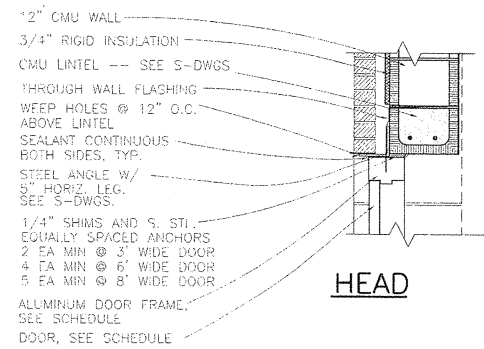 12" CMU WALL
3/4" RIGID INSULATION
CMU LINTEL -- SEE S-DWGS
THROUGH WALL FLASHING
WEEP HOLES @ 12" O.C.
ABOVE LINTEL
SEALANT CONTINUOUS
BOTH SIDES, TYP.
STEEL ANGLE W/
5" HORIZ. LEG.
SEE S-DWGS.
1/4" SHIMS AND S. STL.
EQUALLY SPACED ANCHORS
2 EA MIN @ 3' WIDE DOOR
4 EA MIN @ 6' WIDE DOOR
5 EA MIN @ 8' WIDE DOOR
ALUMINUM DOOR FRAME,
SEE SCHEDULE
DOOR, SEE SCHEDULE
HEAD